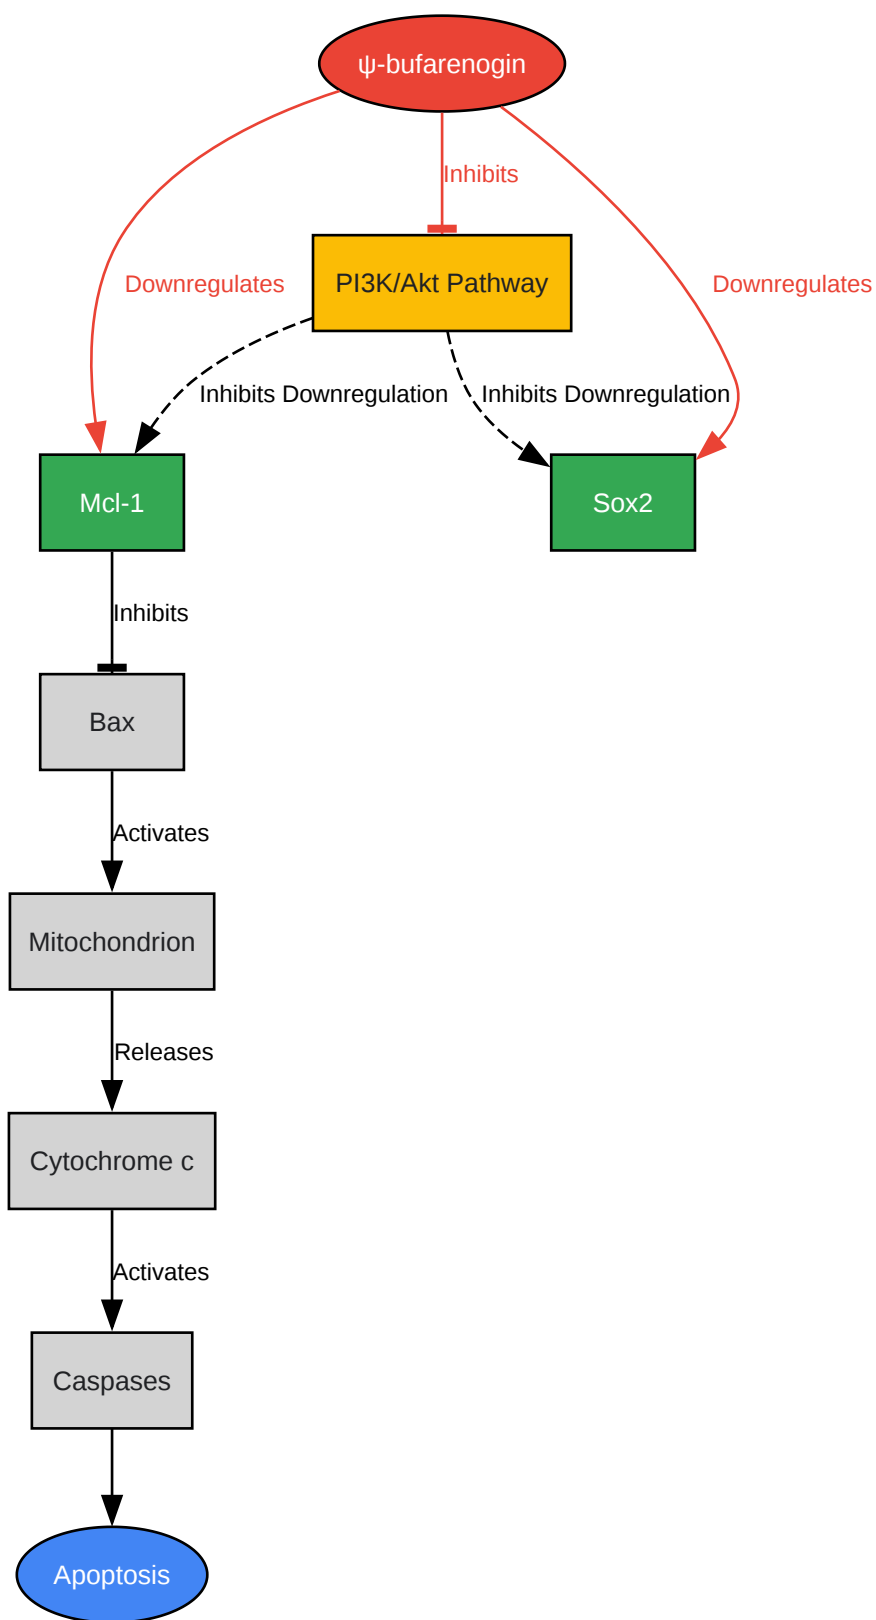 ψ-bufarenogin
Inhibits
Downregulates
PI3K/Akt Pathway
Downregulates
Inhibits Downregulation
Inhibits Downregulation
Mcl-1
Sox2
Inhibits
Bax
Activates
Mitochondrion
Releases
Cytochrome c
Activates
Caspases
Apoptosis